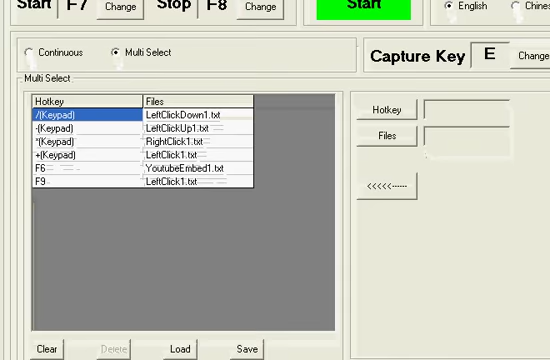 Start F7 Change Stop F8 Change Start English Chines
Continuous Multi Select Capture Key E Change
Multi Select
Hotkey Files
/(Keypad) LeftClickDown1.txt
-(Keypad) LeftClickUp1.txt
*(Keypad) RightClick1.txt
+(Keypad) LeftClick1.txt
F6 YoutubeEmbed1.txt
F9 LeftClick1.txt
Hotkey
Files
<<<<<------
Clear Delete Load Save